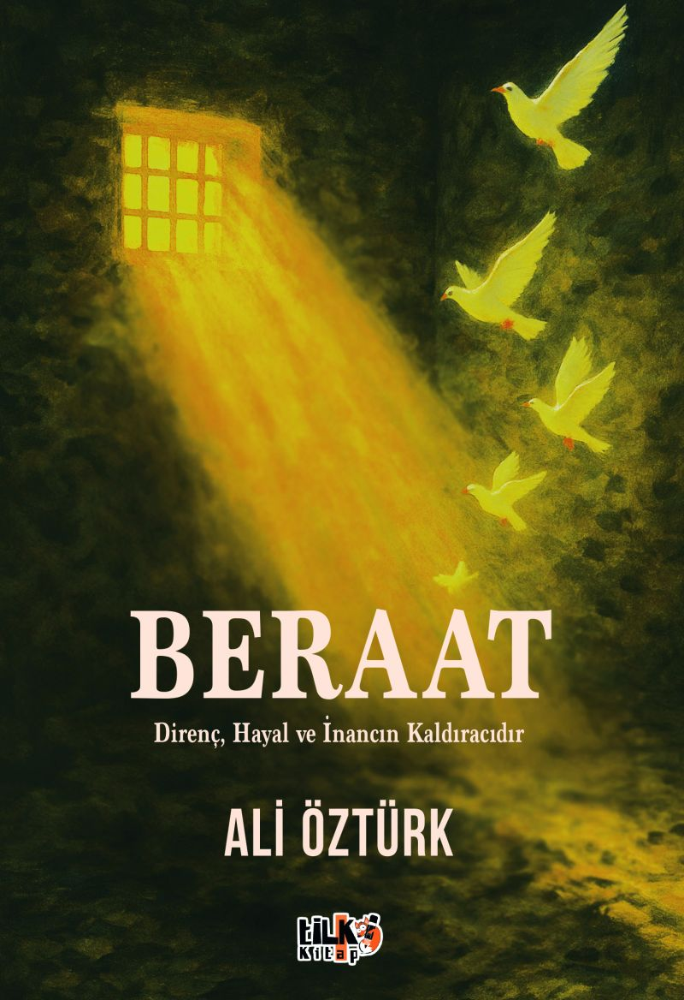 BERAAT
Direnç, Hayal ve İnancın Kaldıracıdır
ALİ ÖZTÜRK
tiLKİ
Kitap